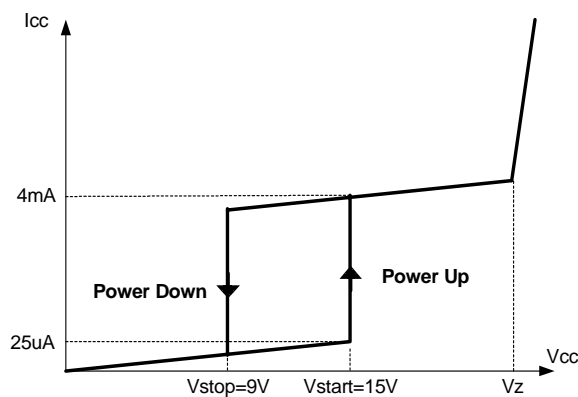 Icc
4mA
Power Down
Power Up
25uA
Vcc
Vstop=9V
Vstart=15V
Vz